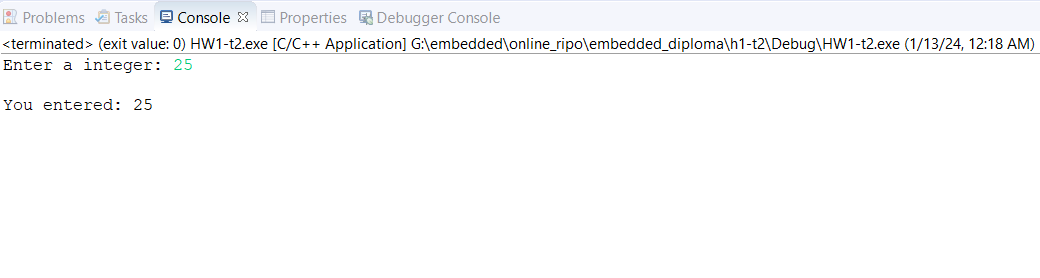 Problems Tasks Console Properties Debugger Console
<terminated> (exit value: 0) HW1-t2.exe [C/C++ Application] G:\embedded\online_ripo\embedded_diploma\h1-t2\Debug\HW1-t2.exe (1/13/24, 12:18 AM)
Enter a integer: 25
You entered: 25